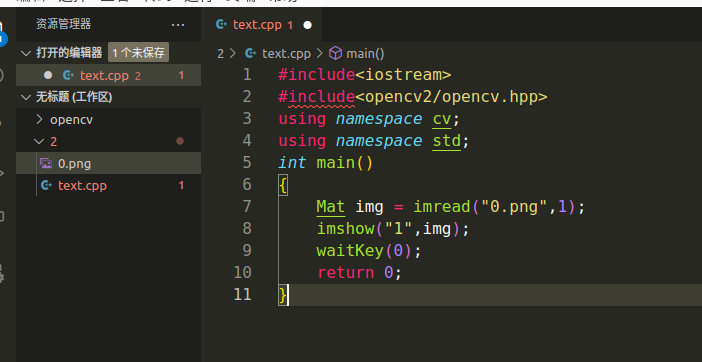 资源管理器
打开的编辑器 1 个未保存
text.cpp 2 1
无标题 (工作区)
opencv
2
0.png
text.cpp 1
text.cpp 1
2 > text.cpp > main()
1 #include<iostream>
2 #include<opencv2/opencv.hpp>
3 using namespace cv;
4 using namespace std;
5 int main()
6 {
7 Mat img = imread("0.png",1);
8 imshow("1",img);
9 waitKey(0);
10 return 0;
11 }